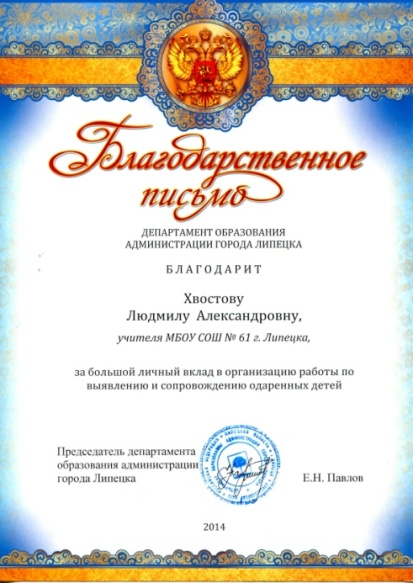 Благодарственное
письмо
ДЕПАРТАМЕНТ ОБРАЗОВАНИЯ
АДМИНИСТРАЦИИ ГОРОДА ЛИПЕЦКА
БЛАГОДАРИТ
Хвостову
Людмилу Александровну,
учителя МБОУ СОШ № 61 г. Липецка,
за большой личный вклад в организацию работы по
выявлению и сопровождению одаренных детей
Председатель департамента
образования администрации
города Липецка
Е.Н. Павлов
2014